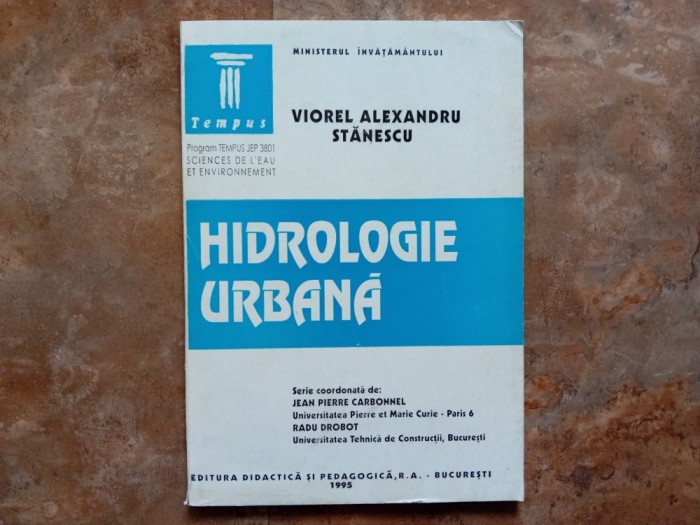 MINISTERUL ÎNVĂȚĂMÂNTULUI
Tempus
Program TEMPUS JEP 3801
SCIENCES DE L'EAU
ET ENVIRONNEMENT
VIOREL ALEXANDRU
STĂNESCU
HIDROLOGIE
URBANĂ
Serie coordonată de:
JEAN PIERRE CARBONNEL
Universitatea Pierre et Marie Curie - Paris 6
RADU DROBOT
Universitatea Tehnică de Construcții, București
EDITURA DIDACTICĂ ȘI PEDAGOGICĂ, R.A. - BUCUREȘTI
1995